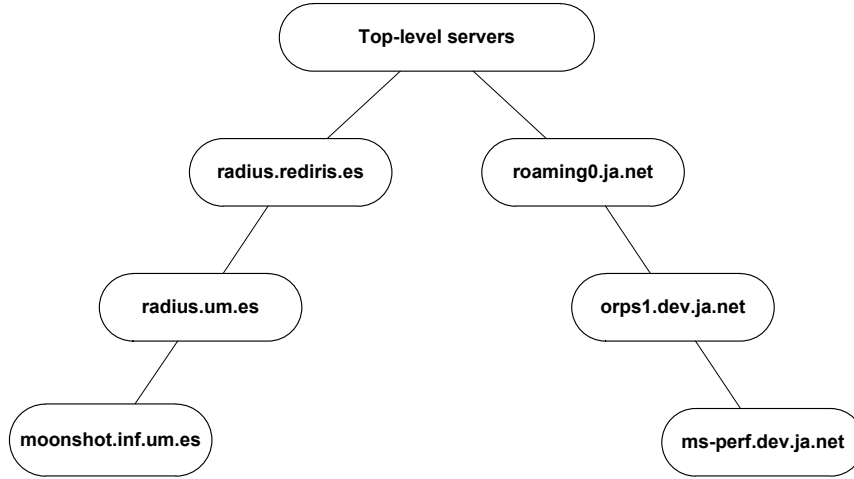 Top-level servers
radius.rediris.es
roaming0.ja.net
radius.um.es
orps1.dev.ja.net
moonshot.inf.um.es
ms-perf.dev.ja.net